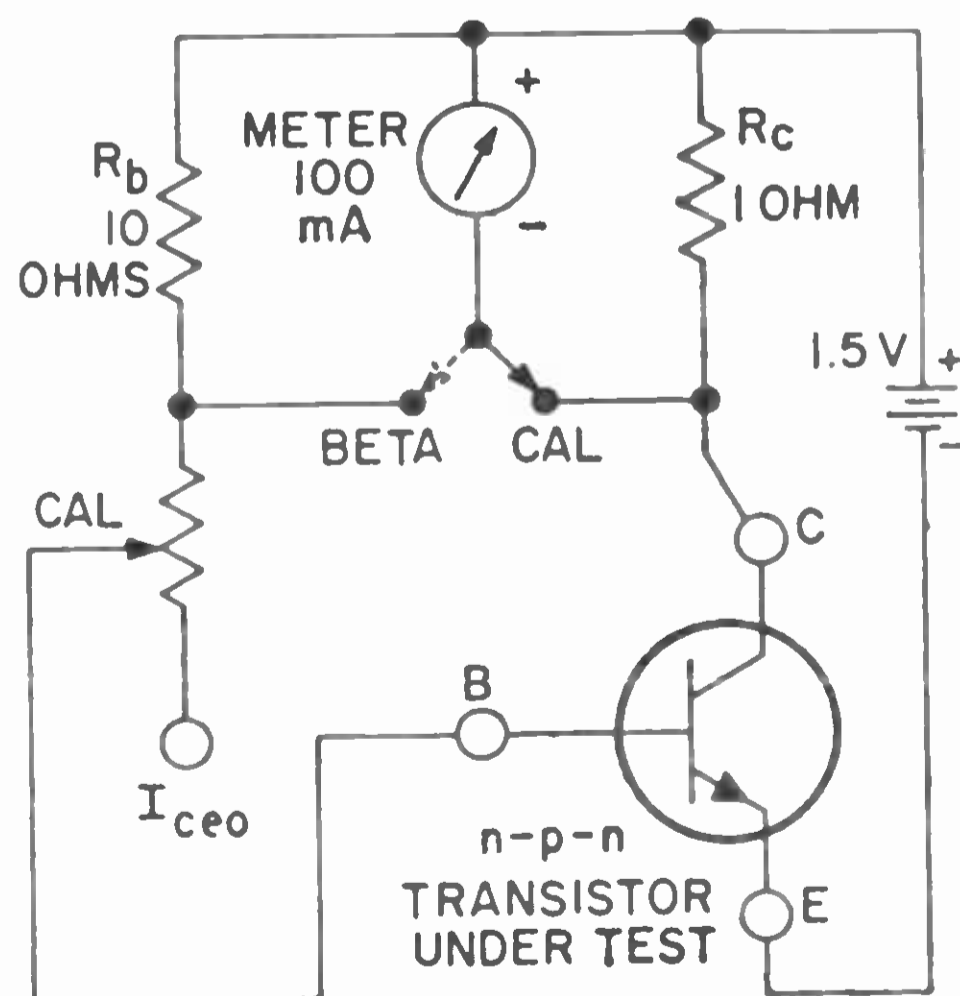 +
METER
100
mA
-
Rb
10
OHMS
Rc
1 OHM
1.5 V
+
-
BETA
CAL
CAL
C
B
Iceo
n-p-n
TRANSISTOR
UNDER TEST
E